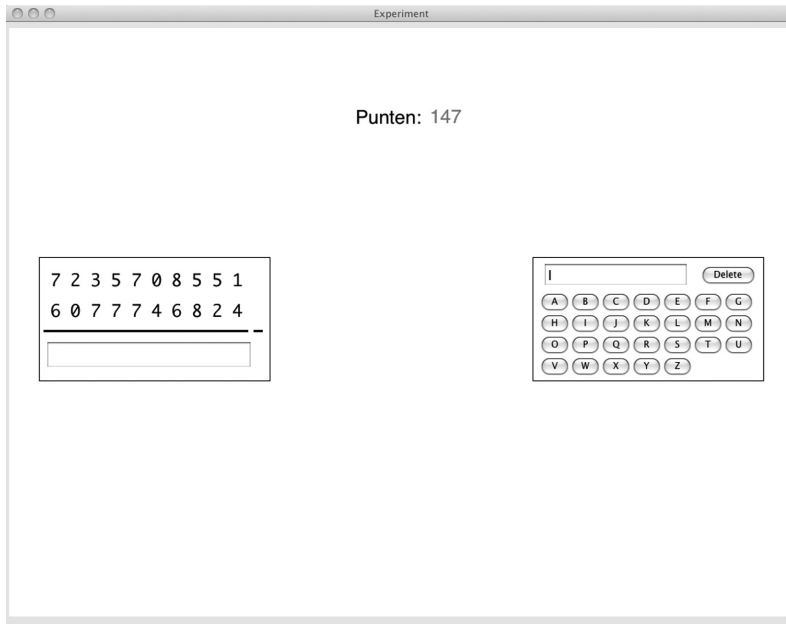 Experiment
Punten: 147
7 2 3 5 7 0 8 5 5 1
6 0 7 7 7 4 6 8 2 4
Delete
A B C D E F G
H I J K L M N
O P Q R S T U
V W X Y Z